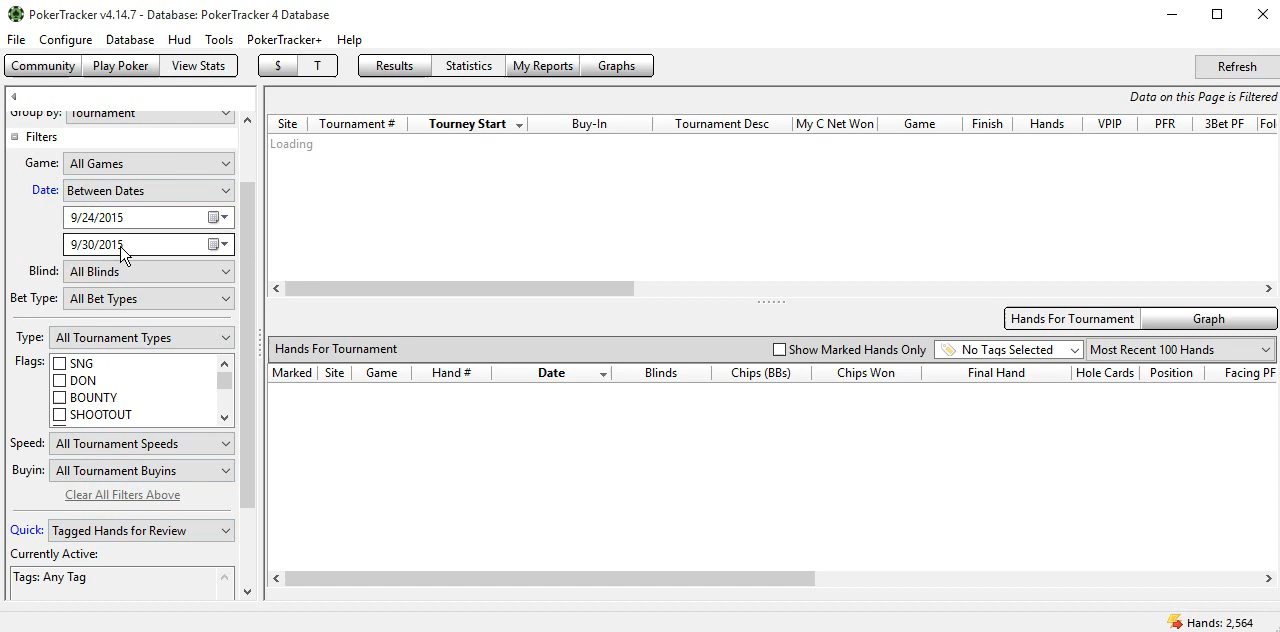 PokerTracker v4.14.7 - Database: PokerTracker 4 Database
File Configure Database Hud Tools PokerTracker+ Help
Community Play Poker View Stats $ T Results Statistics My Reports Graphs Refresh
Data on this Page is Filtered
Group By: Tournament
Site Tournament # Tourney Start Buy-In Tournament Desc My C Net Won Game Finish Hands VPIP PFR 3Bet PF Fol
Loading
Filters
Game: All Games
Date: Between Dates
9/24/2015
9/30/2015
Blind: All Blinds
Bet Type: All Bet Types
Hands For Tournament Graph
Type: All Tournament Types
Hands For Tournament Show Marked Hands Only No Tags Selected Most Recent 100 Hands
Marked Site Game Hand # Date Blinds Chips (BBs) Chips Won Final Hand Hole Cards Position Facing PF
Flags: SNG
DON
BOUNTY
SHOOTOUT
Speed: All Tournament Speeds
Buyin: All Tournament Buyins
Clear All Filters Above
Quick: Tagged Hands for Review
Currently Active:
Tags: Any Tag
Hands: 2,564